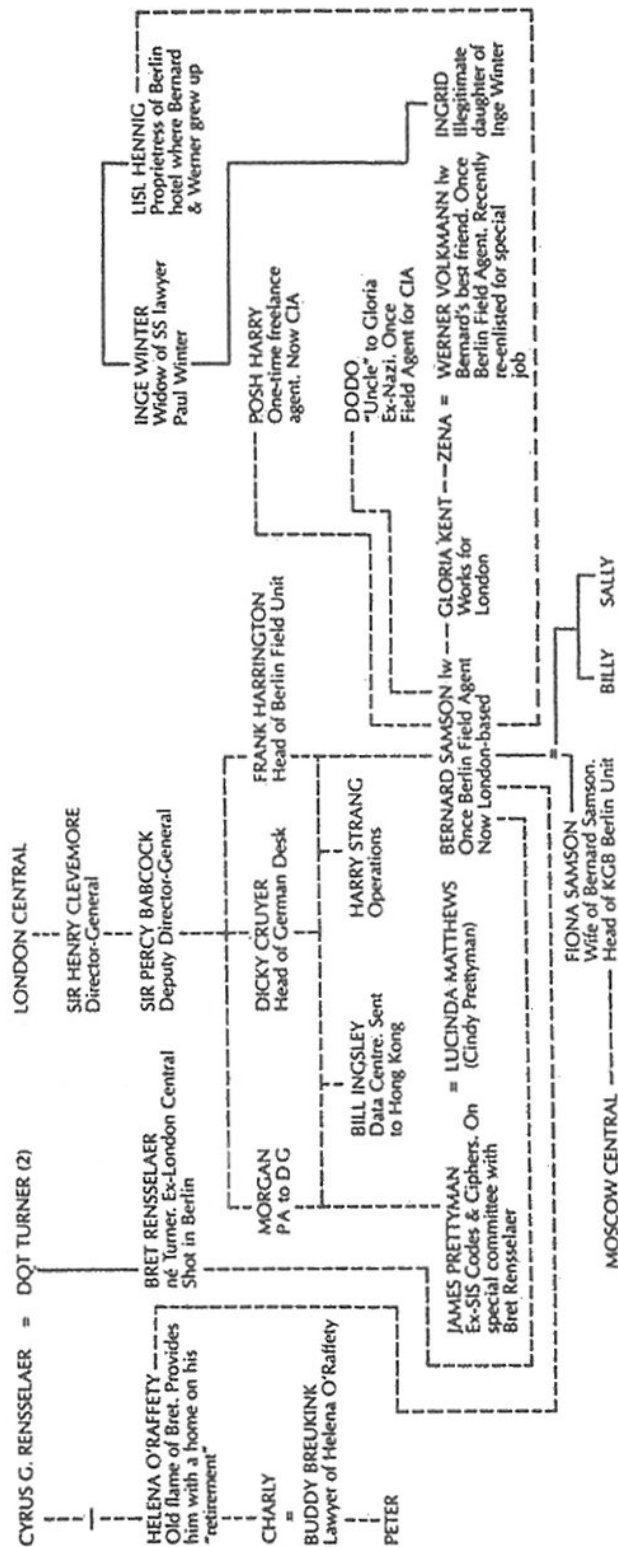 CYRUS G. RENSSELAER = DOT TURNER (2)
LONDON CENTRAL
SIR HENRY CLEVEMORE
Director-General
SIR PERCY BABCOCK
Deputy Director-General
HELENA O'RAFFETY
Old flame of Bret. Provides
him with a home on his
"retirement"
CHARLY
=
BUDDY BREUKINK
Lawyer of Helena O'Raffety
PETER
BRET RENSSELAER
né Turner. Ex-London Central
Shot in Berlin
MORGAN
P A to D G
DICKY CRUYER
Head of German Desk
FRANK HARRINGTON
Head of Berlin Field Unit
BILL INGSLEY
Data Centre. Sent
to Hong Kong
HARRY STRANG
Operations
INGE WINTER
Widow of SS lawyer
Paul Winter
LISL HENNIG
Proprietress of Berlin
hotel where Bernard
& Werner grew up
POSH HARRY
One-time freelance
agent. Now CIA
DODO
"Uncle" to Gloria
Ex-Nazi. Once
Field Agent for CIA
JAMES PRETTYMAN
Ex-SIS Codes & Ciphers. On
special committee with
Bret Rensselaer
= LUCINDA MATTHEWS
(Cindy Prettyman)
BERNARD SAMSON lw
Once Berlin Field Agent
Now London-based
GLORIA KENT
Works for
London
ZENA =
WERNER VOLKMANN lw
Bernard's best friend. Once
Berlin Field Agent. Recently
re-enlisted for special
job
INGRID
Illegitimate
daughter of
Inge Winter
=
FIONA SAMSON
Wife of Bernard Samson.
Head of KGB Berlin Unit
BILLY
SALLY
MOSCOW CENTRAL